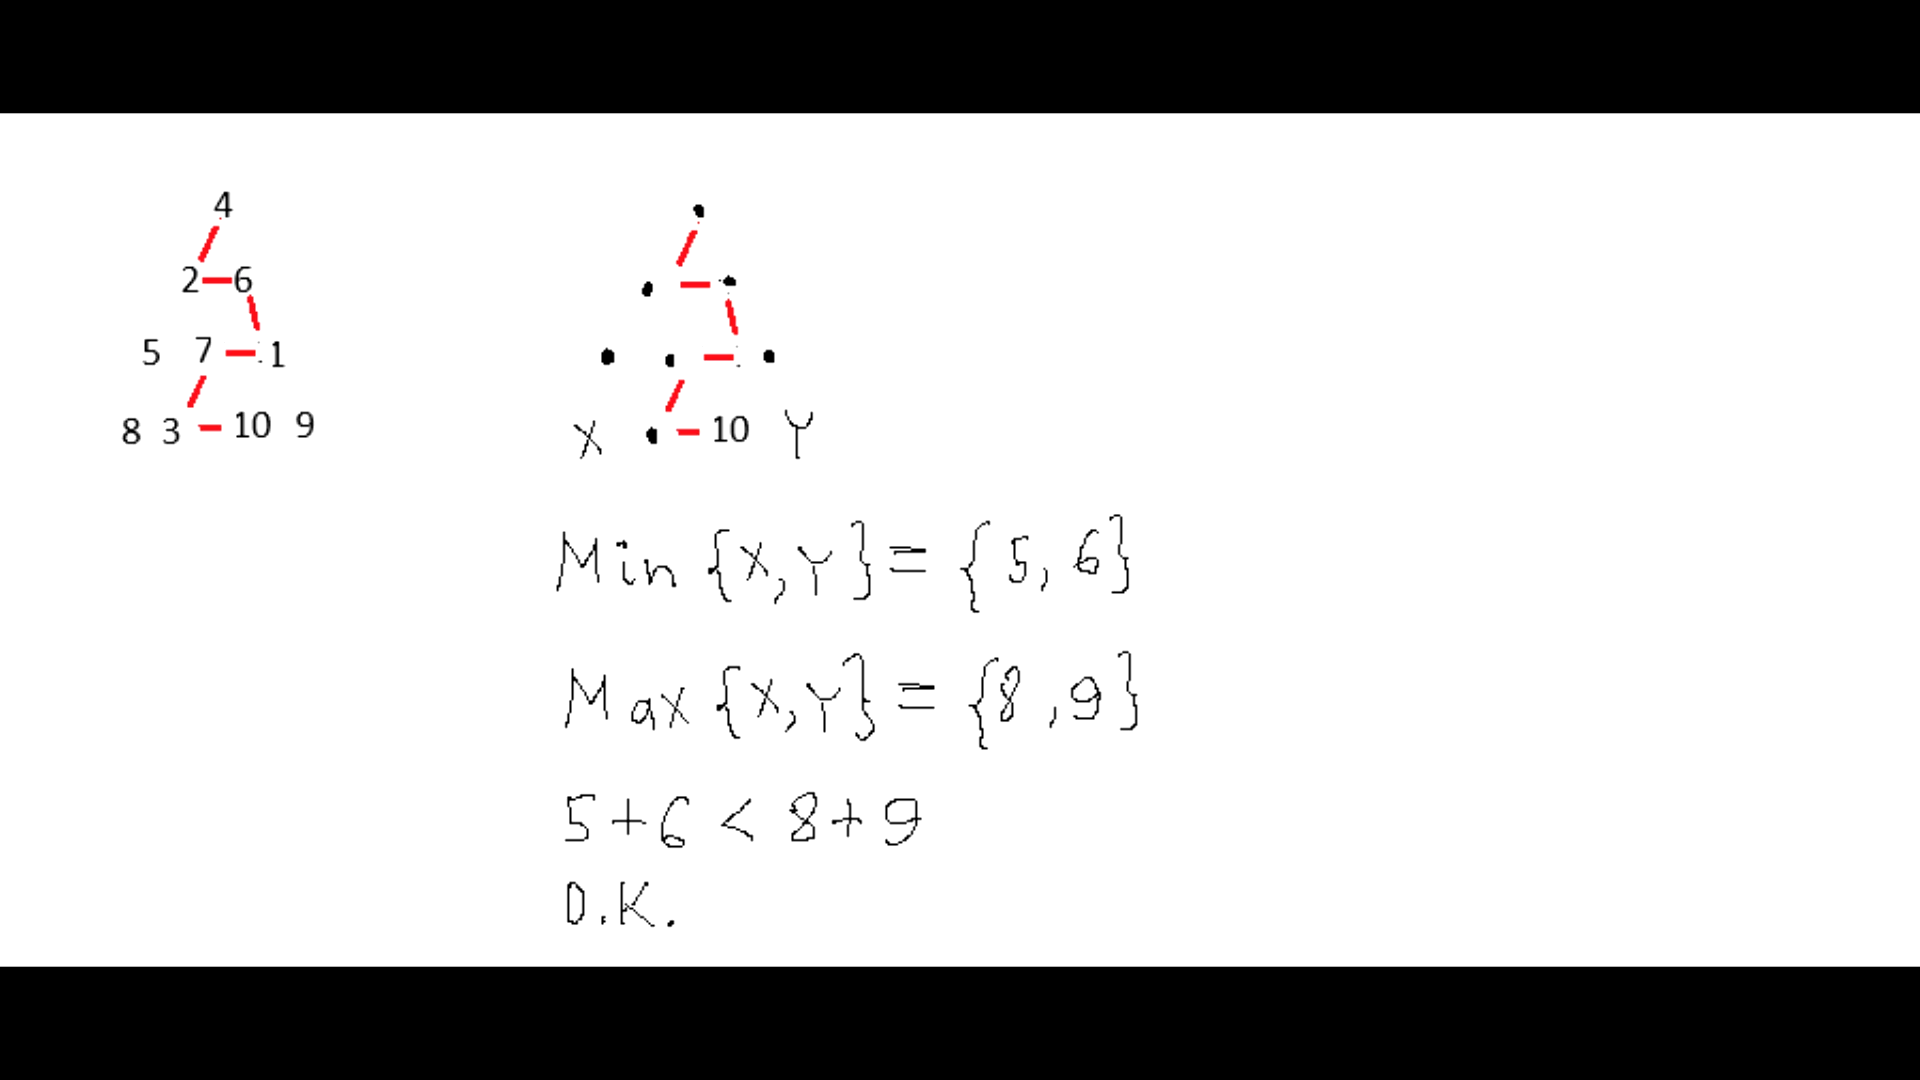 4
2 6
5 7 1
8 3 10 9
X 10 Y
Min {X,Y} = {5,6}
Max {X,Y} = {8,9}
5+6 < 8+9
O.K.